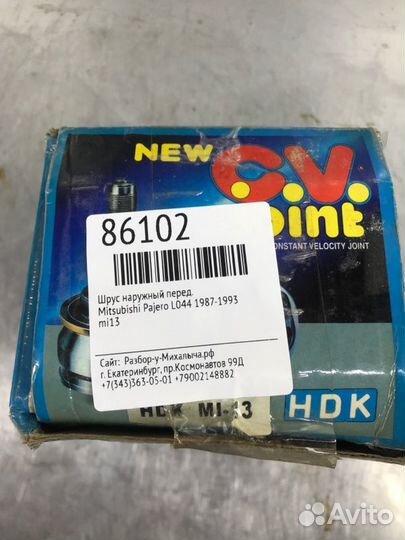 NEW C.V.
Joint
CONSTANT VELOCITY JOINT
86102
Шрус наружный перед.
Mitsubishi Pajero L044 1987-1993
mi13
Сайт: Разбор-у-Михалыча.рф
г. Екатеринбург, пр.Космонавтов 99Д
+7(343)363-05-01 +79002148882
HDK MI-13
HDK
Avito